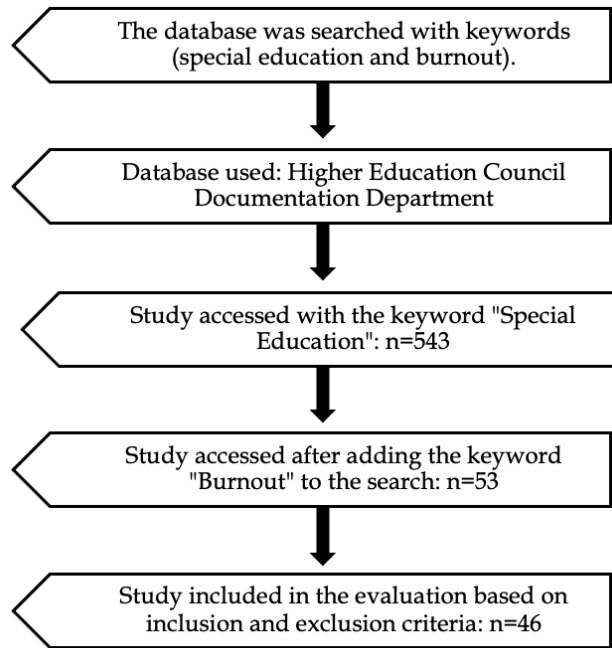 The database was searched with keywords
(special education and burnout).
Database used: Higher Education Council
Documentation Department
Study accessed with the keyword "Special
Education": n=543
Study accessed after adding the keyword
"Burnout" to the search: n=53
Study included in the evaluation based on
inclusion and exclusion criteria: n=46